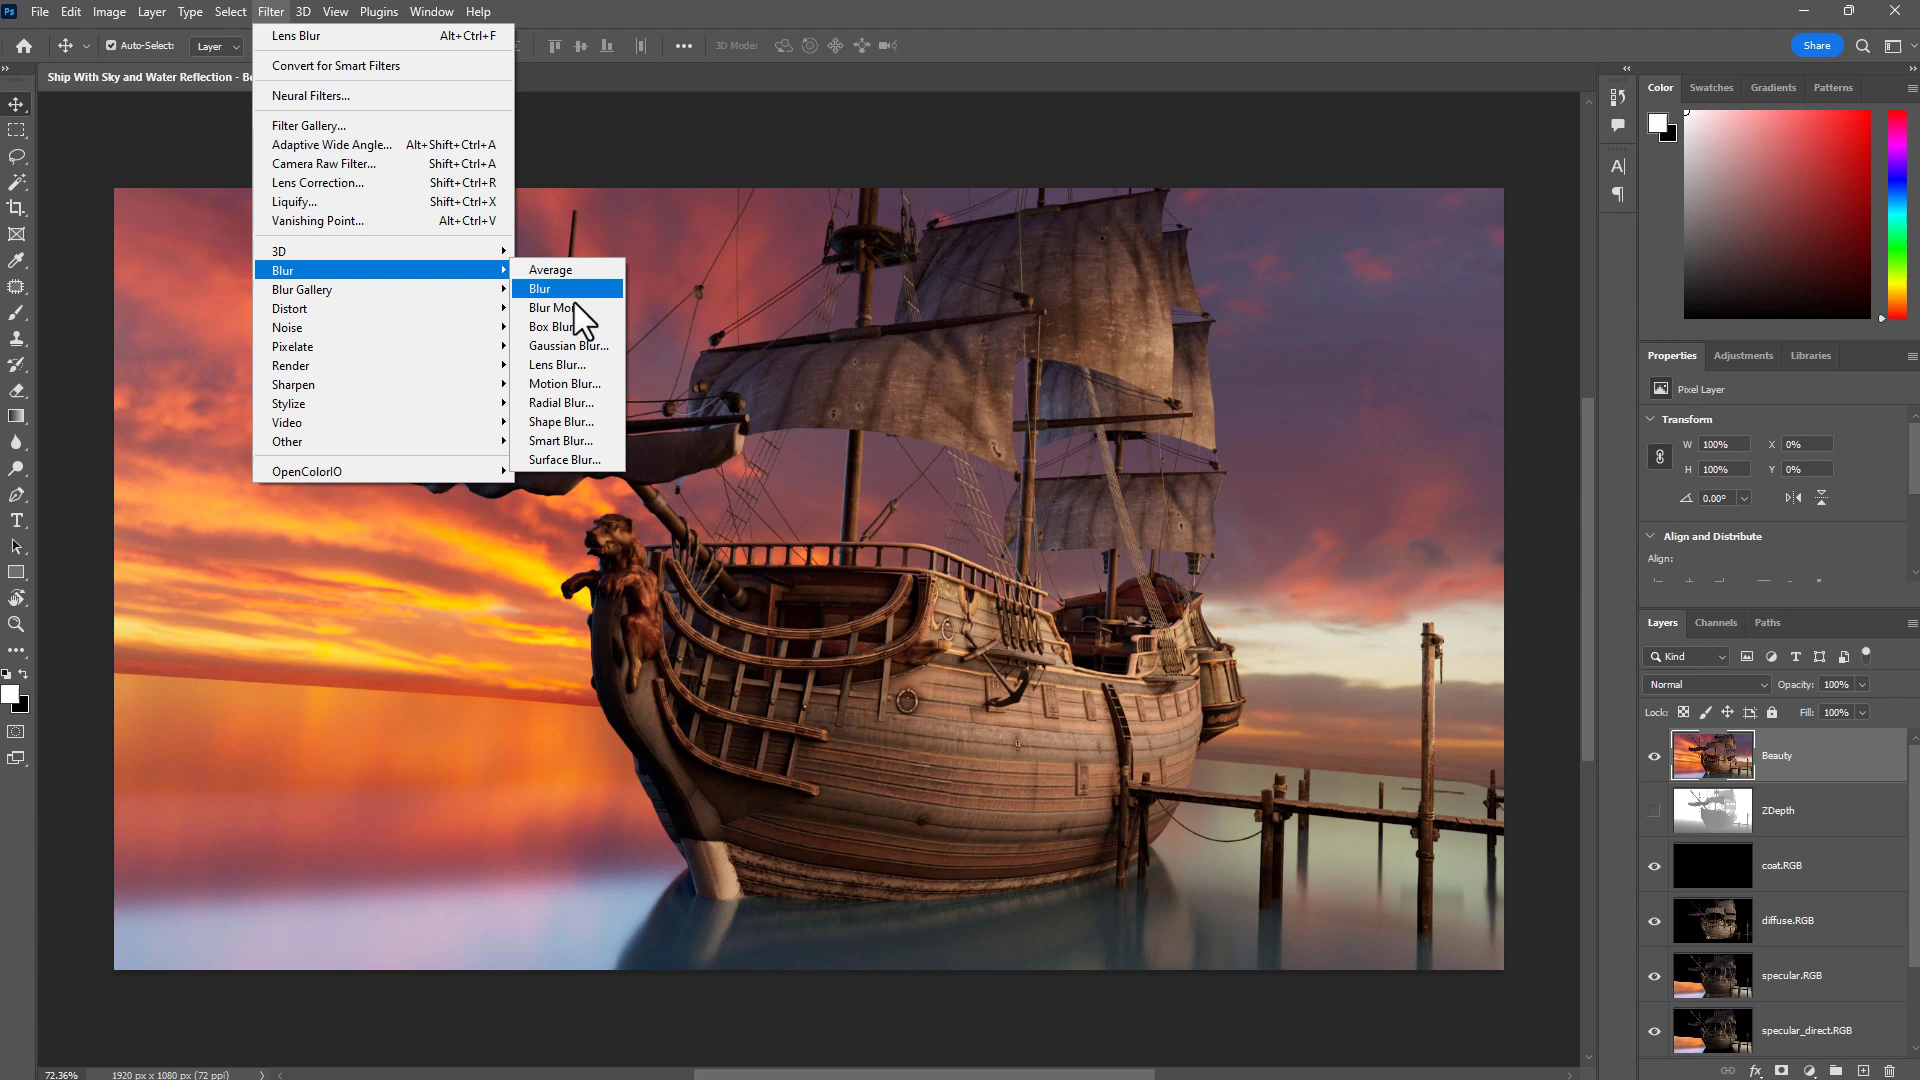 Ps File Edit Image Layer Type Select Filter 3D View Plugins Window Help
Auto-Select: Layer
3D Mode:
Share
Ship With Sky and Water Reflection - Be
Lens Blur Alt+Ctrl+F
Convert for Smart Filters
Neural Filters...
Filter Gallery...
Adaptive Wide Angle... Alt+Shift+Ctrl+A
Camera Raw Filter... Shift+Ctrl+A
Lens Correction... Shift+Ctrl+R
Liquify... Shift+Ctrl+X
Vanishing Point... Alt+Ctrl+V
3D
Blur
Blur Gallery
Distort
Noise
Pixelate
Render
Sharpen
Stylize
Video
Other
OpenColorIO
Average
Blur
Blur Mo
Box Blur
Gaussian Blur...
Lens Blur...
Motion Blur...
Radial Blur...
Shape Blur...
Smart Blur...
Surface Blur...
Color Swatches Gradients Patterns
Properties Adjustments Libraries
Pixel Layer
Transform
W 100% X 0%
H 100% Y 0%
0.00°
Align and Distribute
Align:
Layers Channels Paths
Kind
Normal Opacity: 100%
Lock: Fill: 100%
Beauty
ZDepth
coat.RGB
diffuse.RGB
specular.RGB
specular_direct.RGB
72.36% 1920 px x 1080 px (72 ppi)